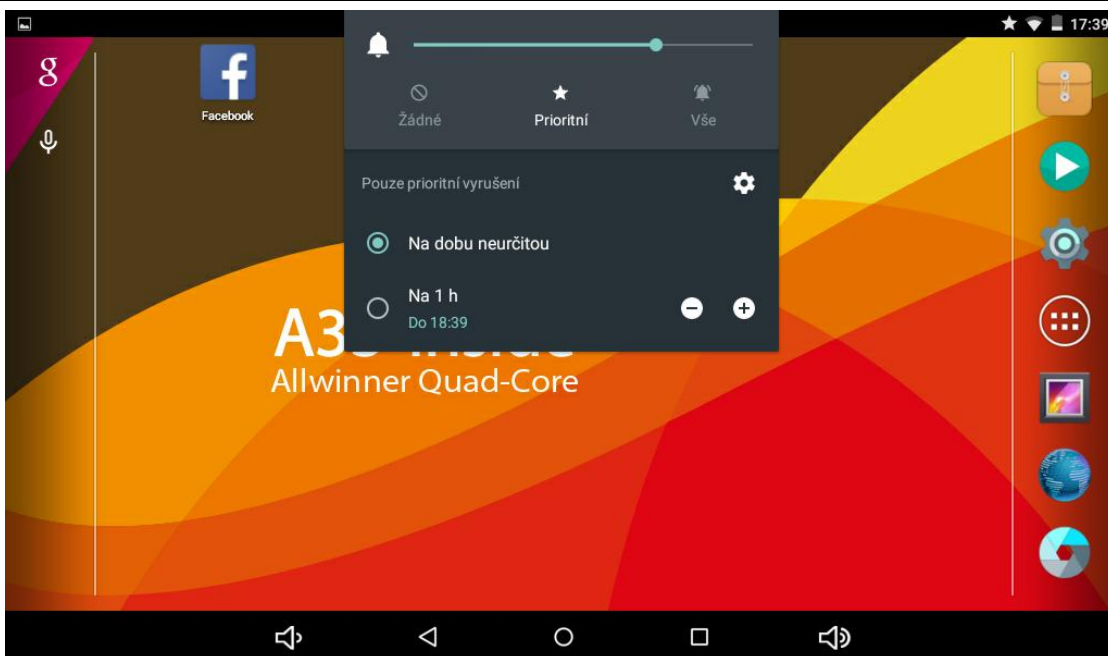 17:39
g
f
Facebook
Žádné
Prioritní
Vše
Pouze prioritní vyrušení
Na dobu neurčitou
Na 1 h
Do 18:39
Allwinner Quad-Core